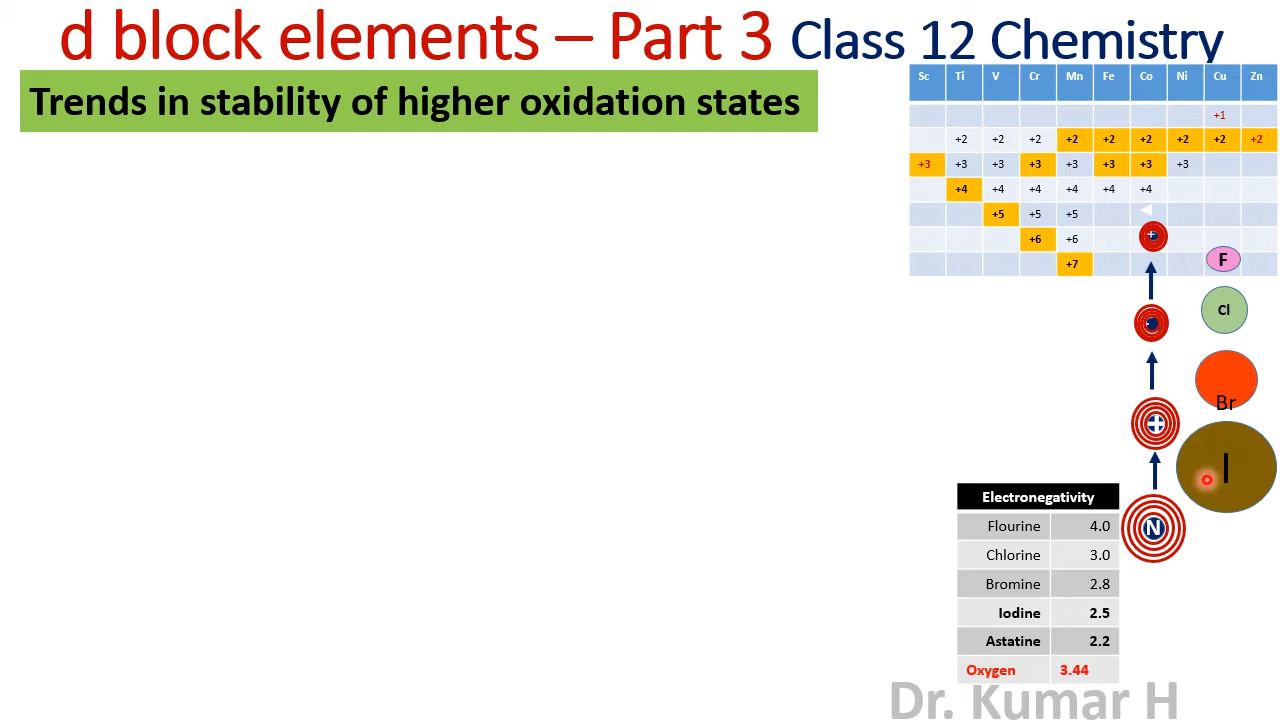 d block elements – Part 3 Class 12 Chemistry
Trends in stability of higher oxidation states
Sc Ti V Cr Mn Fe Co Ni Cu Zn
+1
+2 +2 +2 +2 +2 +2 +2 +2 +2
+3 +3 +3 +3 +3 +3 +3 +3
+4 +4 +4 +4 +4 +4
+5 +5 +5
+6 +6
+7
+
F
Cl
Br
I
N
Electronegativity
Flourine 4.0
Chlorine 3.0
Bromine 2.8
Iodine 2.5
Astatine 2.2
Oxygen 3.44
Dr. Kumar H